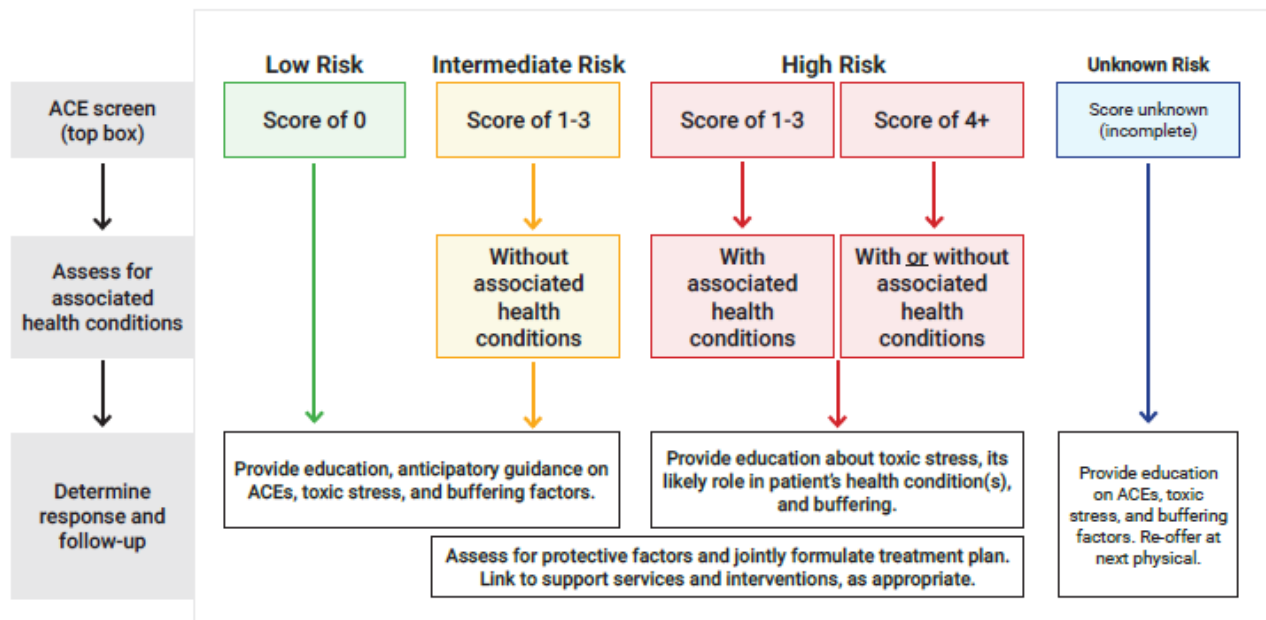 Low Risk
Intermediate Risk
High Risk
Unknown Risk
ACE screen
(top box)
Score of 0
Score of 1-3
Score of 1-3
Score of 4+
Score unknown
(incomplete)
Assess for
associated
health conditions
Without
associated
health
conditions
With
associated
health
conditions
With or without
associated
health
conditions
Determine
response and
follow-up
Provide education, anticipatory guidance on
ACEs, toxic stress, and buffering factors.
Provide education about toxic stress, its
likely role in patient's health condition(s),
and buffering.
Provide education
on ACEs, toxic
stress, and buffering
factors. Re-offer at
next physical.
Assess for protective factors and jointly formulate treatment plan.
Link to support services and interventions, as appropriate.